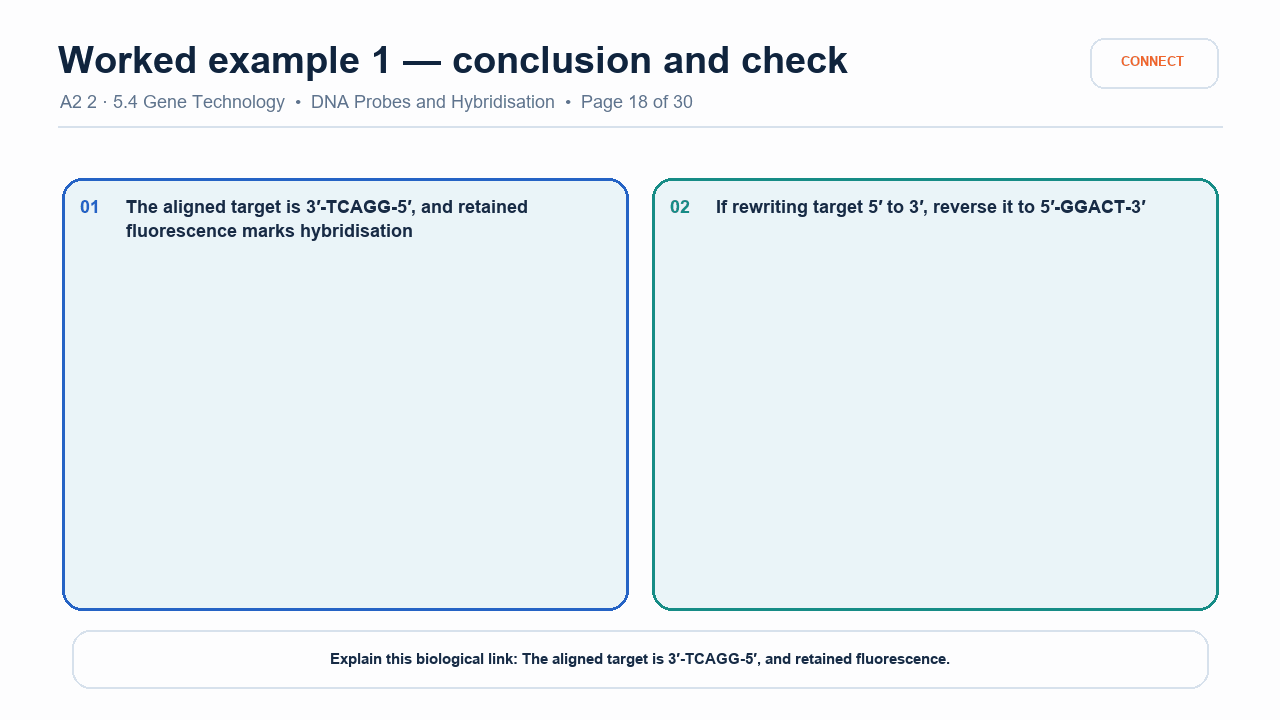 Worked example 1 — conclusion and check
CONNECT
A2 2 · 5.4 Gene Technology • DNA Probes and Hybridisation • Page 18 of 30
01 The aligned target is 3′-TCAGG-5′, and retained
fluorescence marks hybridisation
02 If rewriting target 5′ to 3′, reverse it to 5′-GGACT-3′
Explain this biological link: The aligned target is 3′-TCAGG-5′, and retained fluorescence.